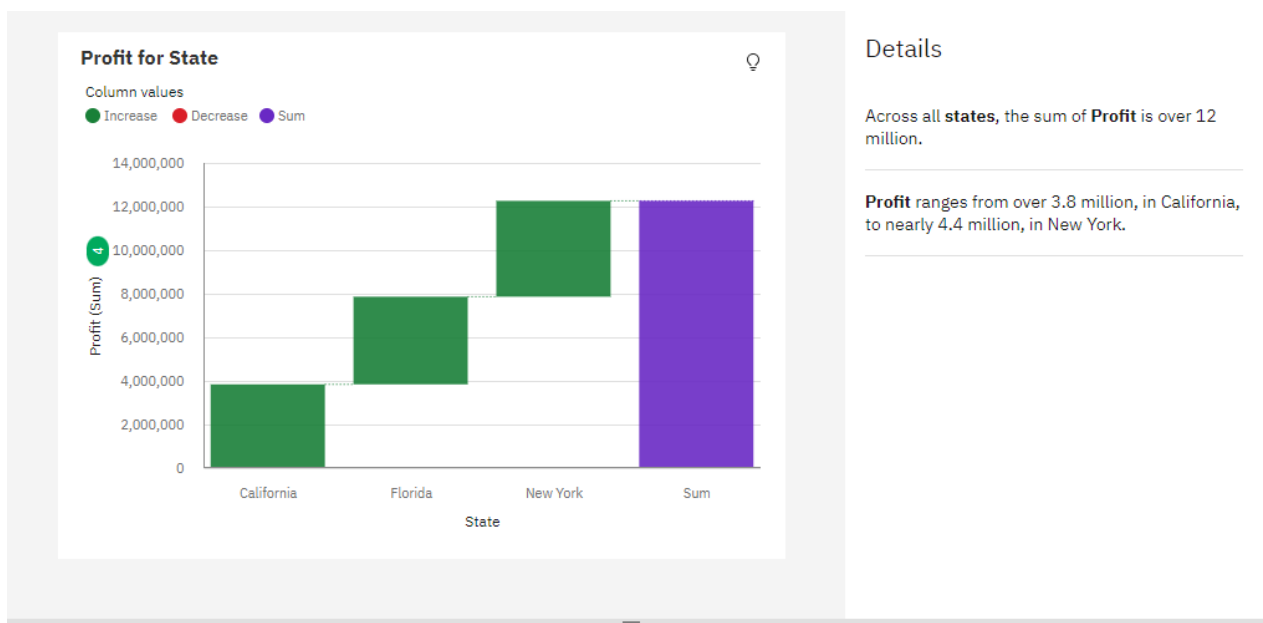 Profit for State
Column values
Increase Decrease Sum
14,000,000
12,000,000
10,000,000
8,000,000
6,000,000
4,000,000
2,000,000
0
Profit (Sum) 4
California Florida New York Sum
State
Details
Across all states, the sum of Profit is over 12
million.
Profit ranges from over 3.8 million, in California,
to nearly 4.4 million, in New York.